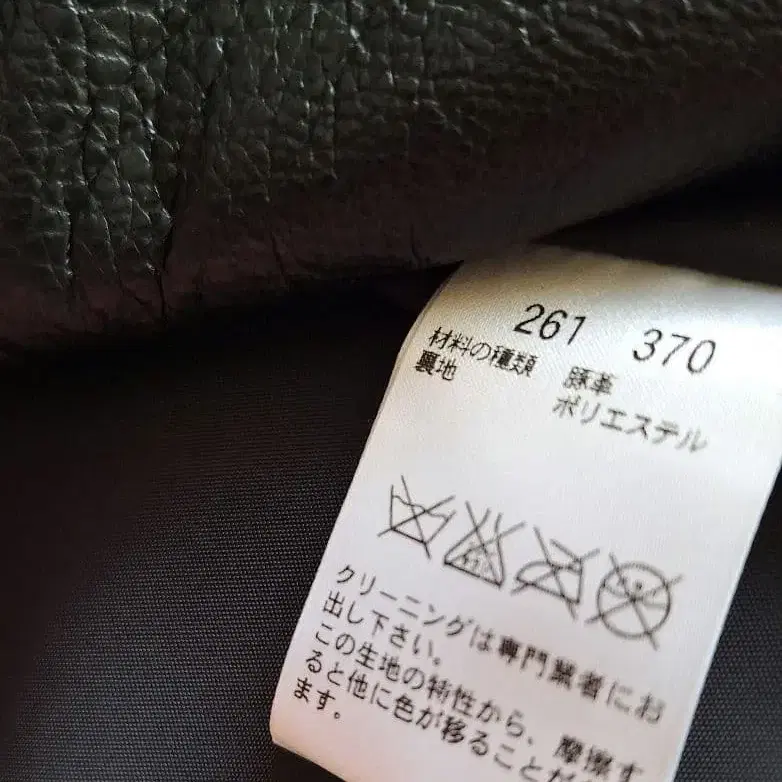 261 370
材料の種類 豚革
裏地 ポリエステル
クリーニングは専門業者にお
出し下さい。
この生地の特性から、摩擦す
ると他に色が移ることが
ます。